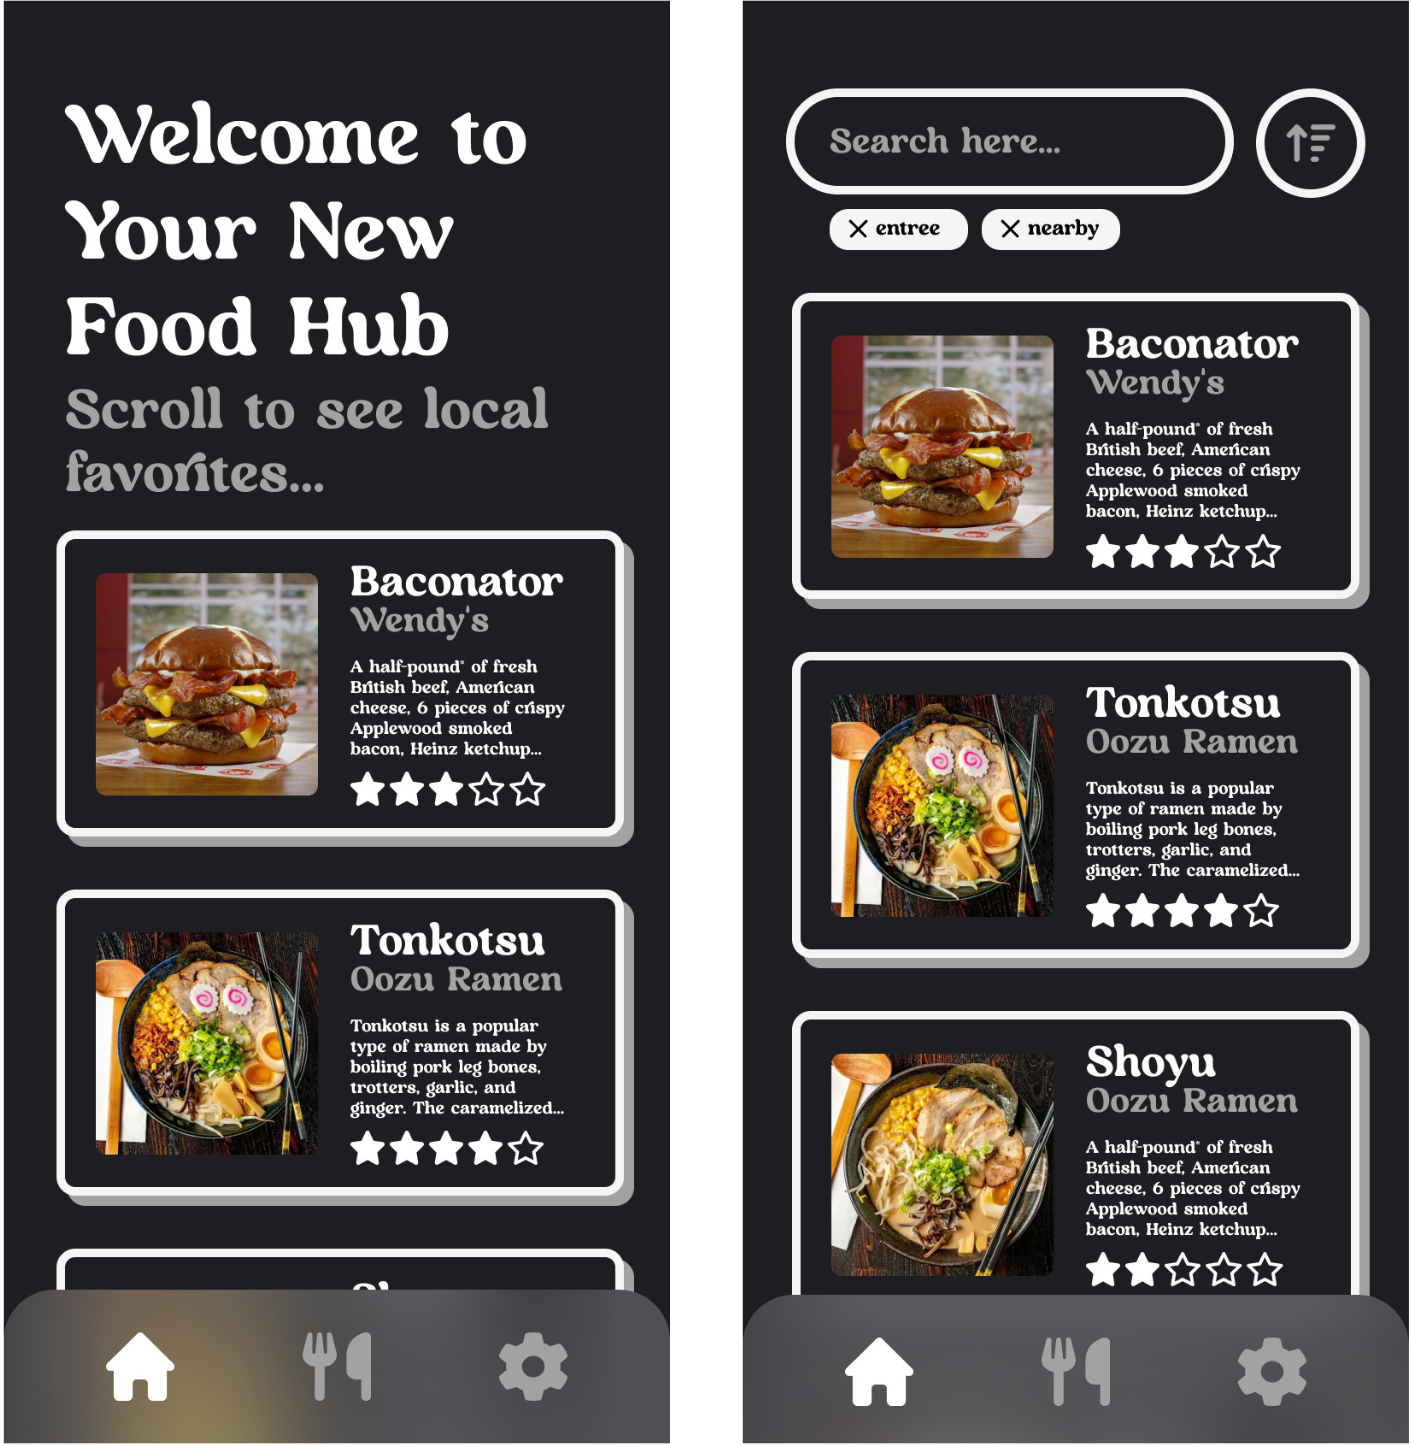 Welcome to
Your New
Food Hub
Scroll to see local
favorites...
Baconator
Wendy's
A half-pound* of fresh
British beef, American
cheese, 6 pieces of crispy
Applewood smoked
bacon, Heinz ketchup...
Tonkotsu
Oozu Ramen
Tonkotsu is a popular
type of ramen made by
boiling pork leg bones,
trotters, garlic, and
ginger. The caramelized...
Search here...
entree
nearby
Baconator
Wendy's
A half-pound* of fresh
British beef, American
cheese, 6 pieces of crispy
Applewood smoked
bacon, Heinz ketchup...
Tonkotsu
Oozu Ramen
Tonkotsu is a popular
type of ramen made by
boiling pork leg bones,
trotters, garlic, and
ginger. The caramelized...
Shoyu
Oozu Ramen
A half-pound* of fresh
British beef, American
cheese, 6 pieces of crispy
Applewood smoked
bacon, Heinz ketchup...